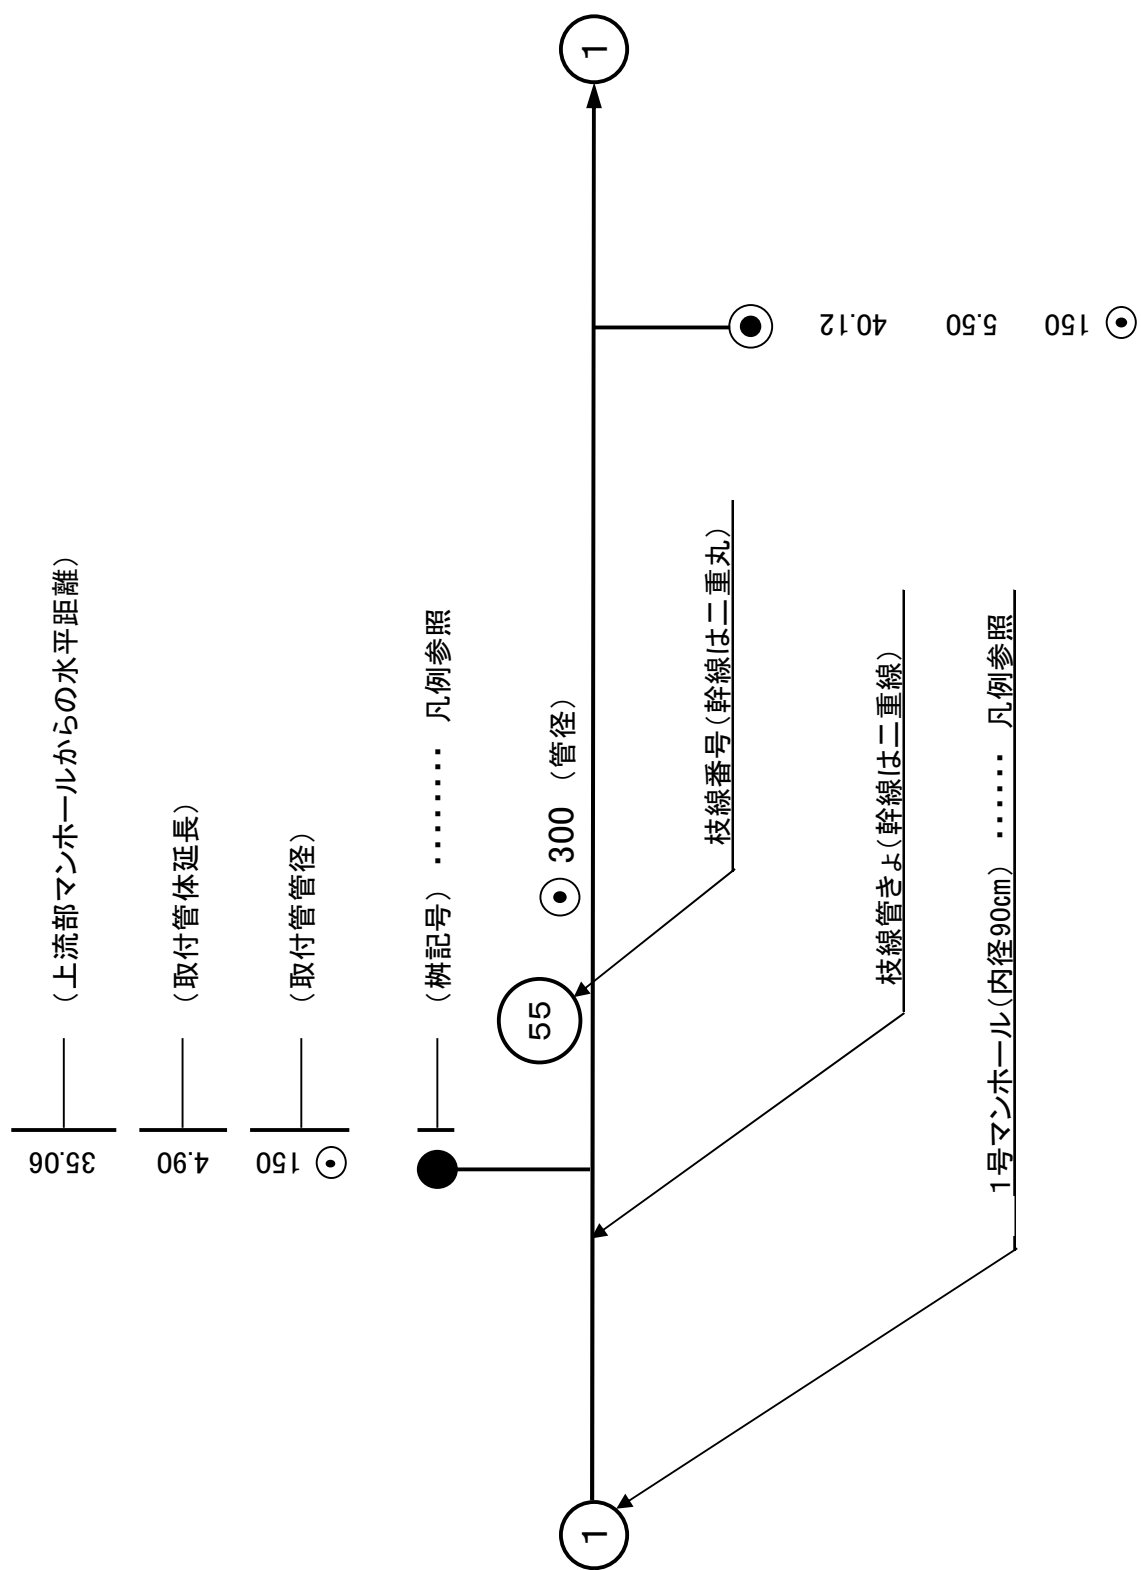 1
35.06
(上流部マンホールからの水平距離)
4.90
(取付管体延長)
150
(取付管管径)
(桝記号) ‥‥‥‥ 凡例参照
55
300 (管径)
枝線番号(幹線は二重丸)
枝線管きょ(幹線は二重線)
1号マンホール(内径90㎝) ‥‥‥ 凡例参照
40.12
5.50
150
1